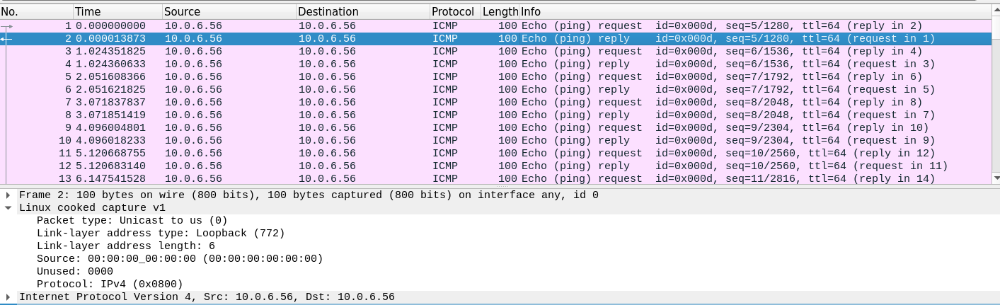 No. Time Source Destination Protocol Length Info
1 0.000000000 10.0.6.56 10.0.6.56 ICMP 100 Echo (ping) request id=0x000d, seq=5/1280, ttl=64 (reply in 2)
2 0.000013873 10.0.6.56 10.0.6.56 ICMP 100 Echo (ping) reply id=0x000d, seq=5/1280, ttl=64 (request in 1)
3 1.024351825 10.0.6.56 10.0.6.56 ICMP 100 Echo (ping) request id=0x000d, seq=6/1536, ttl=64 (reply in 4)
4 1.024360633 10.0.6.56 10.0.6.56 ICMP 100 Echo (ping) reply id=0x000d, seq=6/1536, ttl=64 (request in 3)
5 2.051608366 10.0.6.56 10.0.6.56 ICMP 100 Echo (ping) request id=0x000d, seq=7/1792, ttl=64 (reply in 6)
6 2.051621825 10.0.6.56 10.0.6.56 ICMP 100 Echo (ping) reply id=0x000d, seq=7/1792, ttl=64 (request in 5)
7 3.071837837 10.0.6.56 10.0.6.56 ICMP 100 Echo (ping) request id=0x000d, seq=8/2048, ttl=64 (reply in 8)
8 3.071851419 10.0.6.56 10.0.6.56 ICMP 100 Echo (ping) reply id=0x000d, seq=8/2048, ttl=64 (request in 7)
9 4.096004801 10.0.6.56 10.0.6.56 ICMP 100 Echo (ping) request id=0x000d, seq=9/2304, ttl=64 (reply in 10)
10 4.096018233 10.0.6.56 10.0.6.56 ICMP 100 Echo (ping) reply id=0x000d, seq=9/2304, ttl=64 (request in 9)
11 5.120668755 10.0.6.56 10.0.6.56 ICMP 100 Echo (ping) request id=0x000d, seq=10/2560, ttl=64 (reply in 12)
12 5.120683140 10.0.6.56 10.0.6.56 ICMP 100 Echo (ping) reply id=0x000d, seq=10/2560, ttl=64 (request in 11)
13 6.147541528 10.0.6.56 10.0.6.56 ICMP 100 Echo (ping) request id=0x000d, seq=11/2816, ttl=64 (reply in 14)
Frame 2: 100 bytes on wire (800 bits), 100 bytes captured (800 bits) on interface any, id 0
Linux cooked capture v1
Packet type: Unicast to us (0)
Link-layer address type: Loopback (772)
Link-layer address length: 6
Source: 00:00:00_00:00:00 (00:00:00:00:00:00)
Unused: 0000
Protocol: IPv4 (0x0800)
Internet Protocol Version 4, Src: 10.0.6.56, Dst: 10.0.6.56